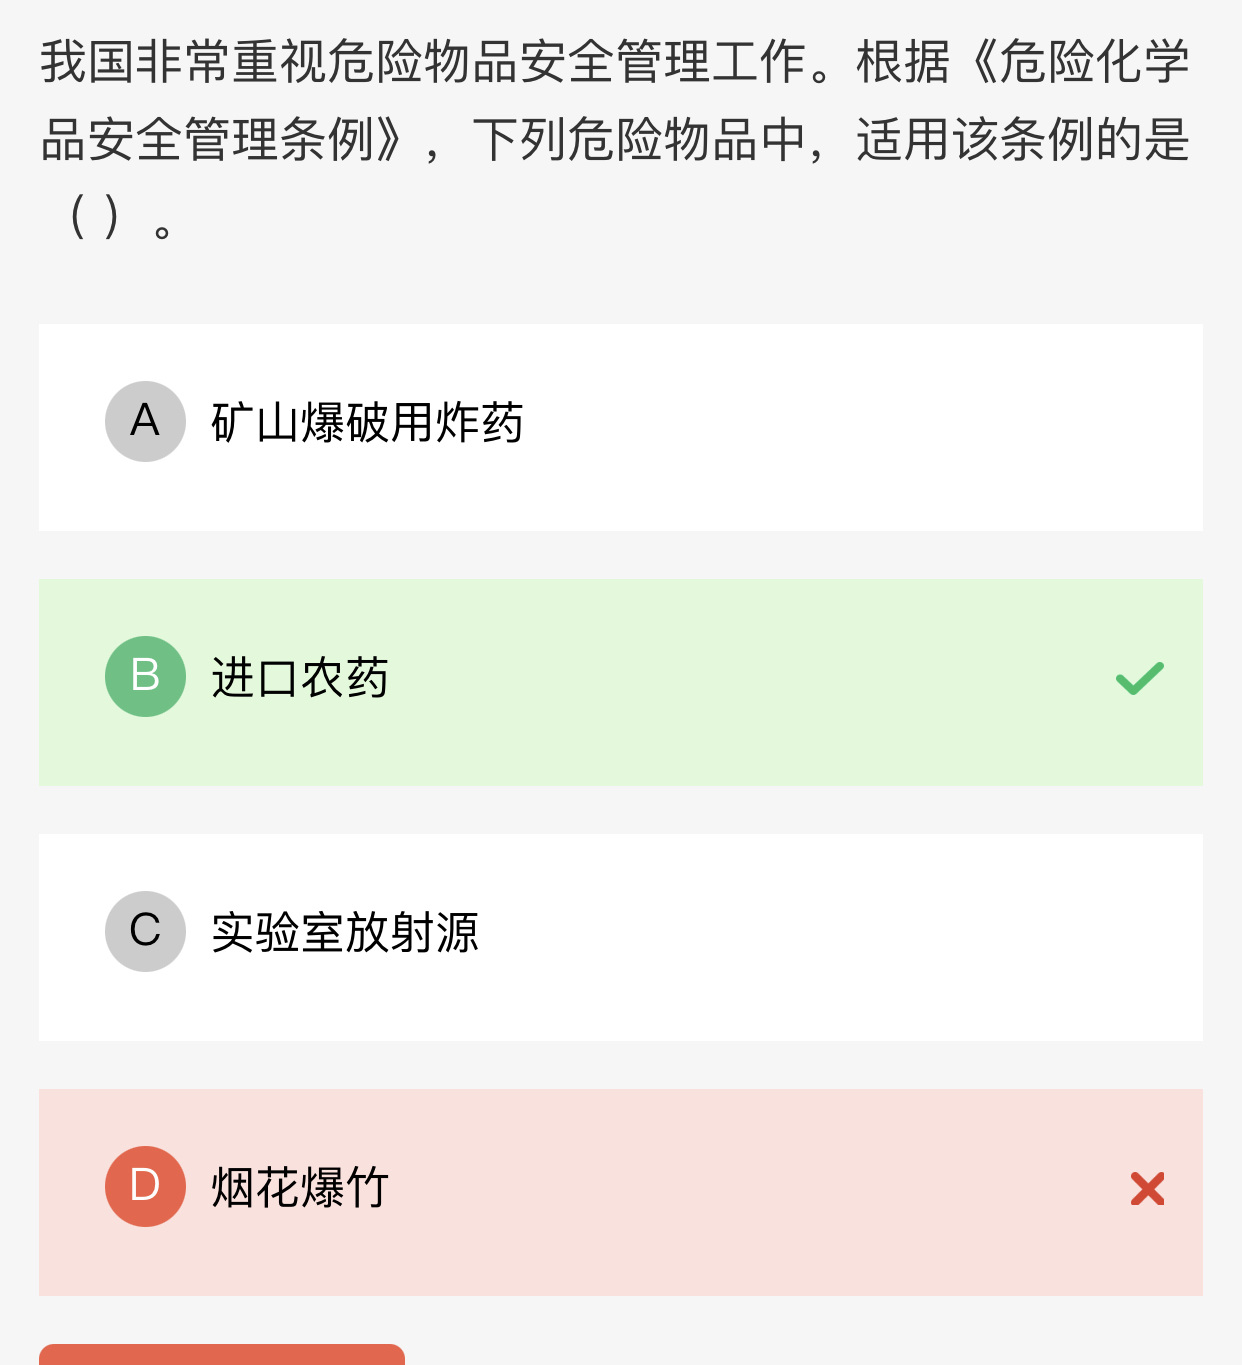 我国非常重视危险物品安全管理工作。根据《危险化学
品安全管理条例》，下列危险物品中，适用该条例的是
（ ）。
A 矿山爆破用炸药
B 进口农药
C 实验室放射源
D 烟花爆竹